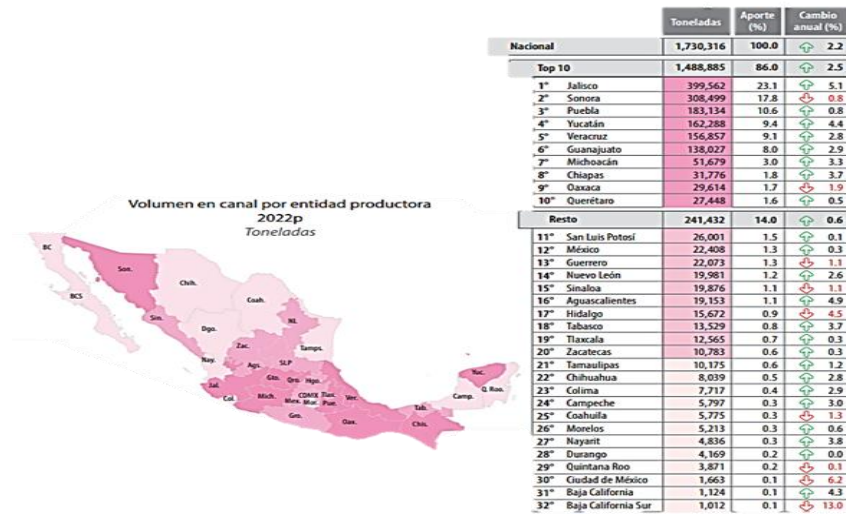 Toneladas Aporte (%) Cambio anual (%)
Nacional 1,730,316 100.0 2.2
Top 10 1,488,885 86.0 2.5
1° Jalisco 399,562 23.1 5.1
2° Sonora 308,499 17.8 0.8
3° Puebla 183,134 10.6 0.8
4° Yucatán 162,288 9.4 4.4
5° Veracruz 156,857 9.1 2.8
6° Guanajuato 138,027 8.0 2.9
7° Michoacán 51,679 3.0 3.3
8° Chiapas 31,776 1.8 3.7
9° Oaxaca 29,614 1.7 1.9
10° Querétaro 27,448 1.6 0.5
Resto 241,432 14.0 0.6
11° San Luis Potosí 26,001 1.5 0.1
12° México 22,408 1.3 0.3
13° Guerrero 22,073 1.3 1.1
14° Nuevo León 19,981 1.2 2.6
15° Sinaloa 19,876 1.1 1.1
16° Aguascalientes 19,153 1.1 4.9
17° Hidalgo 15,672 0.9 4.5
18° Tabasco 13,529 0.8 3.7
19° Tlaxcala 12,565 0.7 0.3
20° Zacatecas 10,783 0.6 0.3
21° Tamaulipas 10,175 0.6 1.2
22° Chihuahua 8,039 0.5 2.8
23° Colima 7,717 0.4 2.9
24° Campeche 5,797 0.3 3.0
25° Coahuila 5,775 0.3 1.3
26° Morelos 5,213 0.3 0.6
27° Nayarit 4,836 0.3 3.8
28° Durango 4,169 0.2 0.0
29° Quintana Roo 3,871 0.2 0.1
30° Ciudad de México 1,663 0.1 6.2
31° Baja California 1,124 0.1 4.3
32° Baja California Sur 1,012 0.1 13.0
Volumen en canal por entidad productora
2022p
Toneladas
BC
Son.
Chih.
BCS
Coah.
Sin.
NL
Dgo.
Zac.
Tamps.
Nay.
Ags.
SLP
Yuc.
Jal.
Gto.
Qro.
Hgo.
Q. Roo.
Col.
Mich.
Mex.
CDMX
Tlax.
Ver.
Camp.
Mor.
Pue.
Tab.
Gro.
Oax.
Chis.